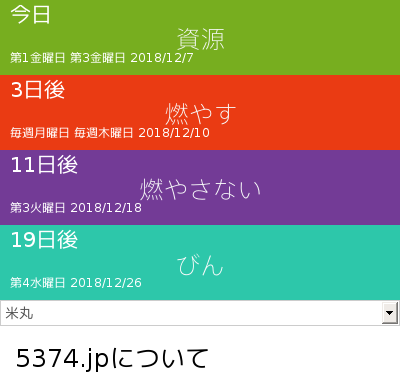 今日
資源
第1金曜日 第3金曜日 2018/12/7
3日後
燃やす
毎週月曜日 毎週木曜日 2018/12/10
11日後
燃やさない
第3火曜日 2018/12/18
19日後
びん
第4水曜日 2018/12/26
米丸
5374.jpについて